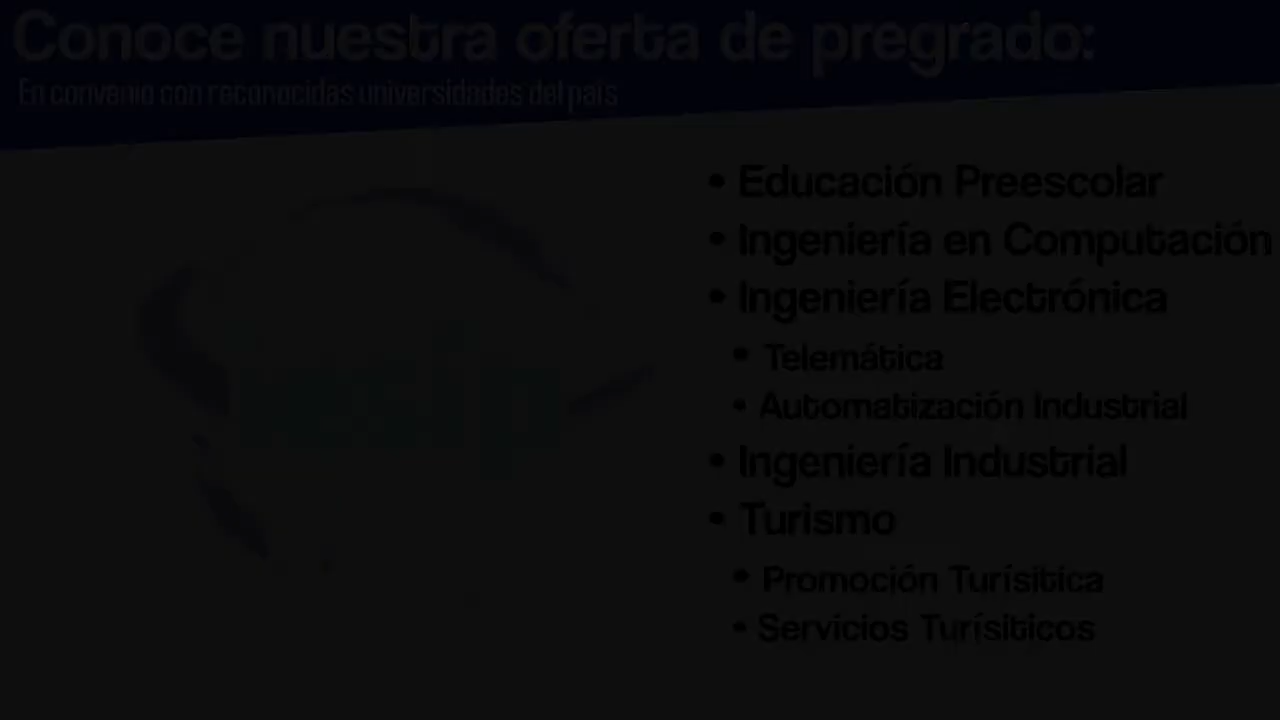 Conoce nuestra oferta de pregrado:
En convenio con reconocidas universidades del país
• Educación Preescolar
• Ingeniería en Computación
• Ingeniería Electrónica
• Telemática
• Automatización Industrial
• Ingeniería Industrial
• Turismo
• Promoción Turísitica
• Servicios Turísiticos